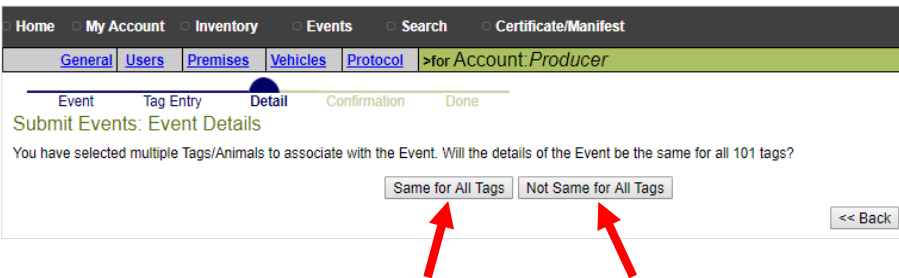 Home My Account Inventory Events Search Certificate/Manifest
General Users Premises Vehicles Protocol >for Account:Producer
Event Tag Entry Detail Confirmation Done
Submit Events: Event Details
You have selected multiple Tags/Animals to associate with the Event. Will the details of the Event be the same for all 101 tags?
Same for All Tags Not Same for All Tags
<< Back